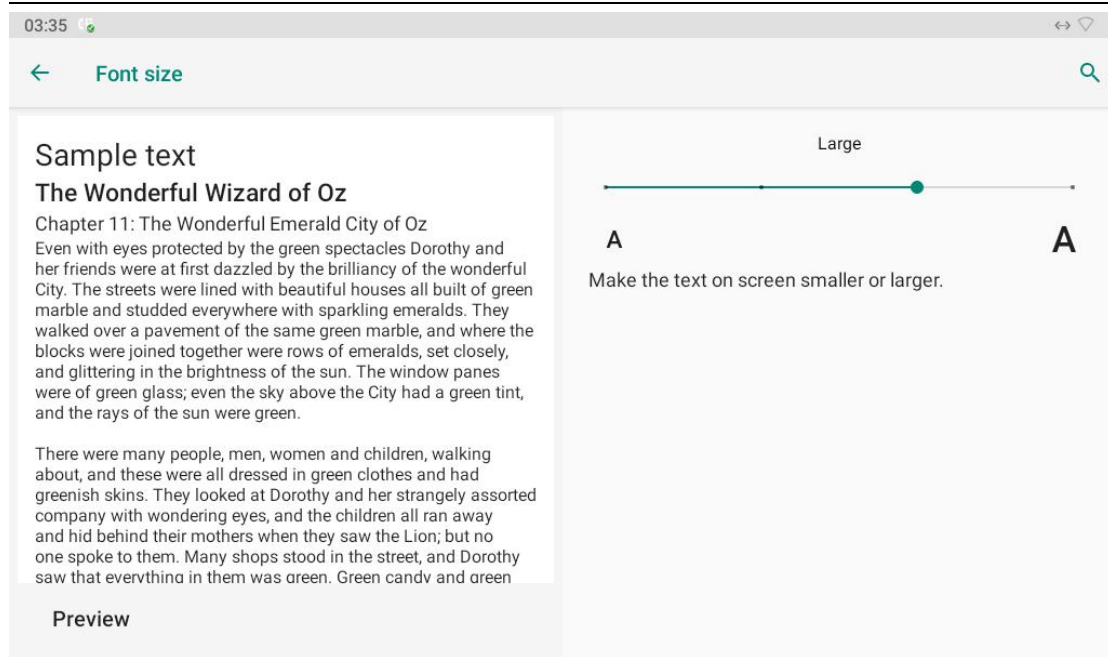 03:35
Font size
Sample text
The Wonderful Wizard of Oz
Chapter 11: The Wonderful Emerald City of Oz
Even with eyes protected by the green spectacles Dorothy and
her friends were at first dazzled by the brilliancy of the wonderful
City. The streets were lined with beautiful houses all built of green
marble and studded everywhere with sparkling emeralds. They
walked over a pavement of the same green marble, and where the
blocks were joined together were rows of emeralds, set closely,
and glittering in the brightness of the sun. The window panes
were of green glass; even the sky above the City had a green tint,
and the rays of the sun were green.
There were many people, men, women and children, walking
about, and these were all dressed in green clothes and had
greenish skins. They looked at Dorothy and her strangely assorted
company with wondering eyes, and the children all ran away
and hid behind their mothers when they saw the Lion; but no
one spoke to them. Many shops stood in the street, and Dorothy
saw that everything in them was green. Green candy and green
Preview
Large
A A
Make the text on screen smaller or larger.